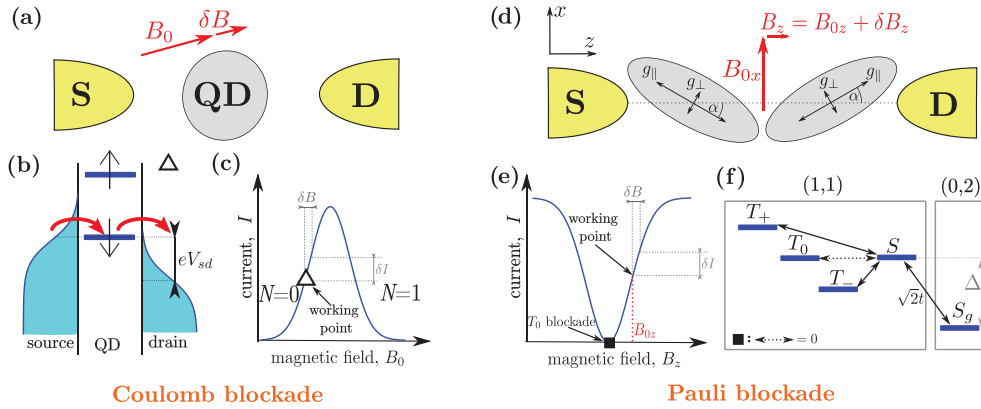 (a)
B₀
δB
S
QD
D
(b)
Δ
eVsd
source
QD
drain
(c)
δB
δI
current, I
N=0
N=1
working
point
magnetic field, B₀
Coulomb blockade
(d)
x
z
Bz = B0z + δBz
B0x
g∥
g⊥
α
g∥
g⊥
α
S
D
(e)
δB
working
point
δI
current, I
T₀ blockade
B0z
magnetic field, Bz
(f)
(1,1)
(0,2)
T+
T₀
S
T−
√2t
Δ
Sg
: = 0
Pauli blockade